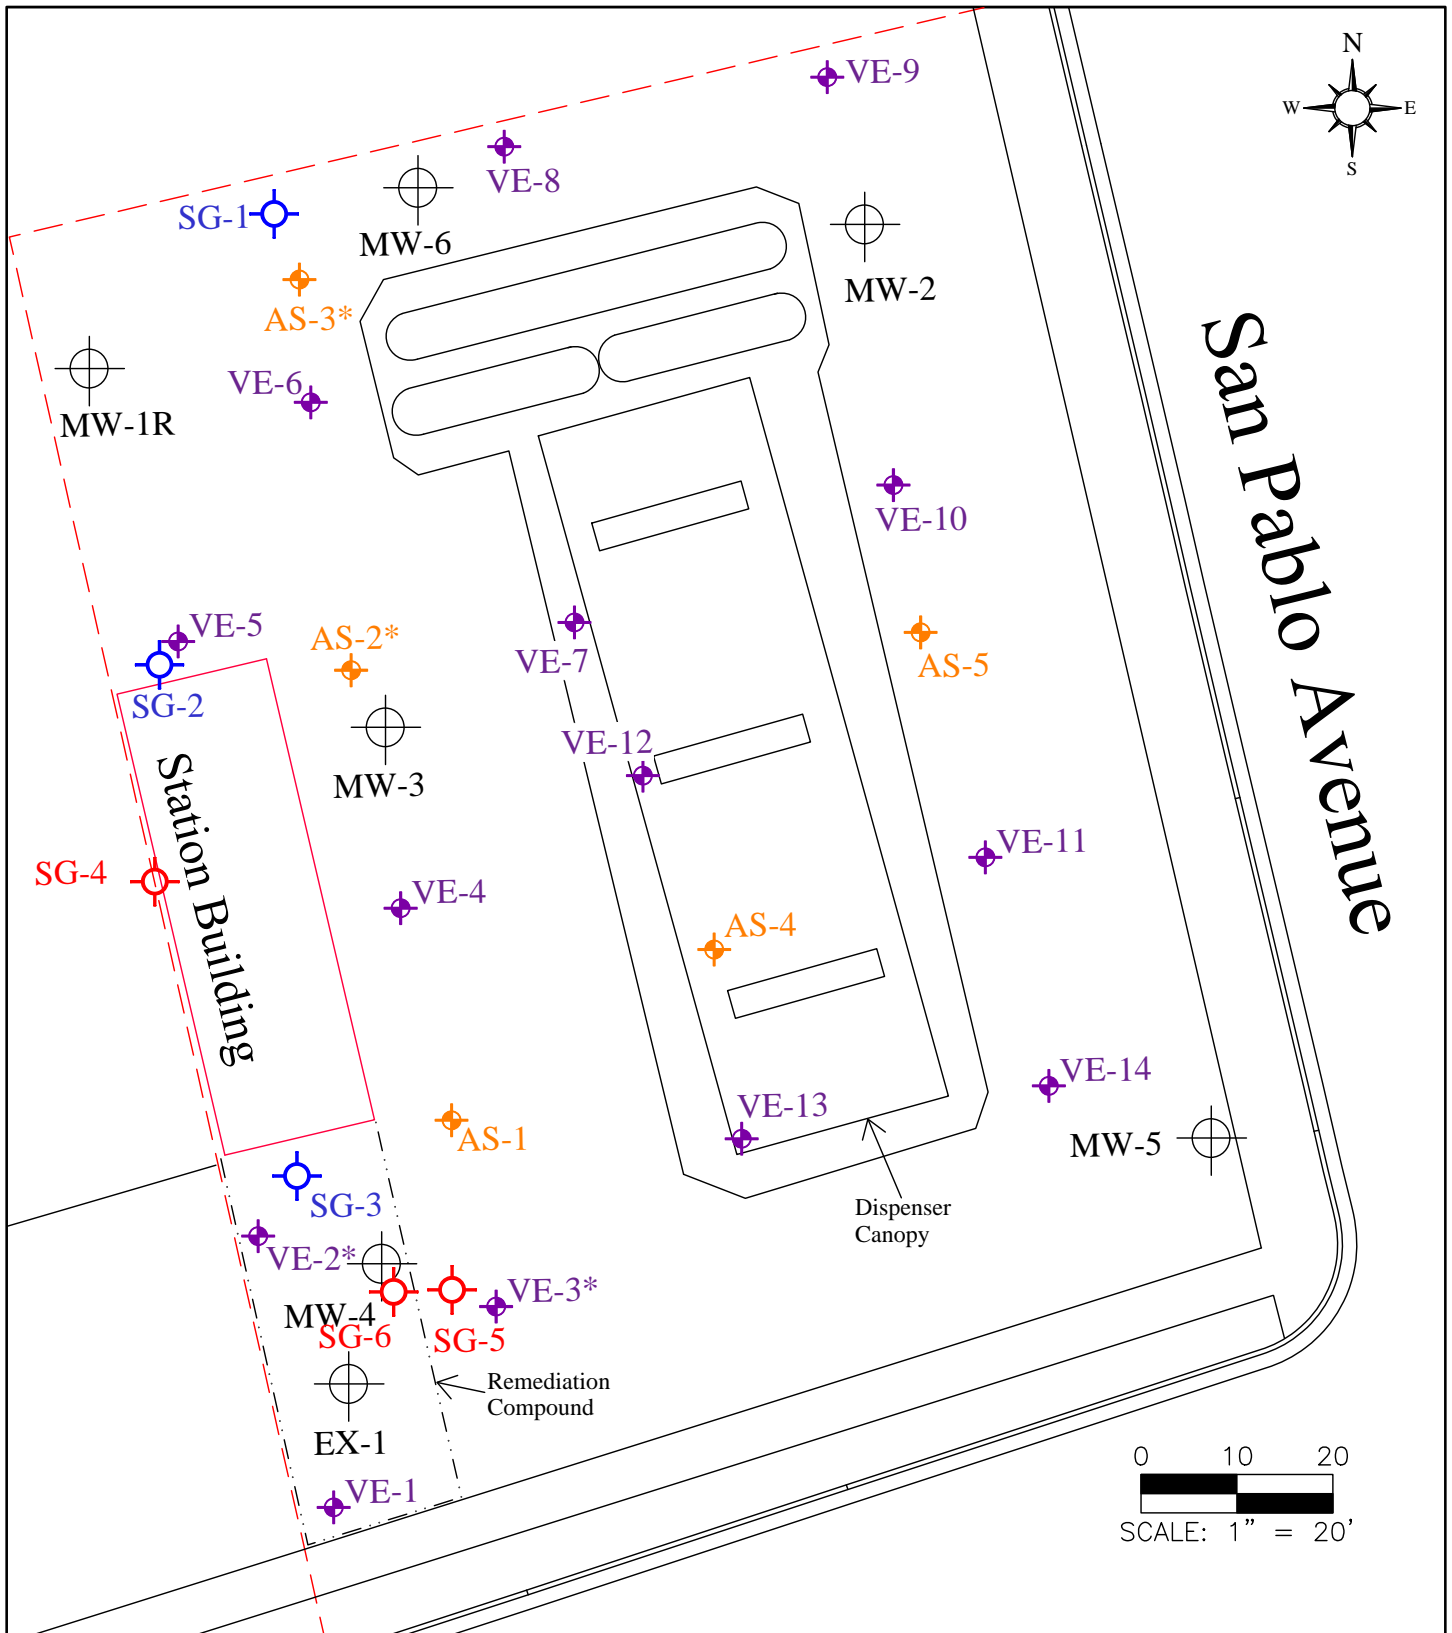 VE-9
N
W
E
S
VE-8
SG-1
MW-6
MW-2
AS-3*
VE-6
MW-1R
San Pablo Avenue
VE-10
VE-5
AS-2*
VE-7
AS-5
SG-2
VE-12
MW-3
Station Building
SG-4
VE-4
VE-11
AS-4
VE-14
VE-13
AS-1
MW-5
SG-3
Dispenser
Canopy
VE-2*
VE-3*
MW-4
SG-6
SG-5
Remediation
Compound
EX-1
VE-1
0 10 20
SCALE: 1" = 20'